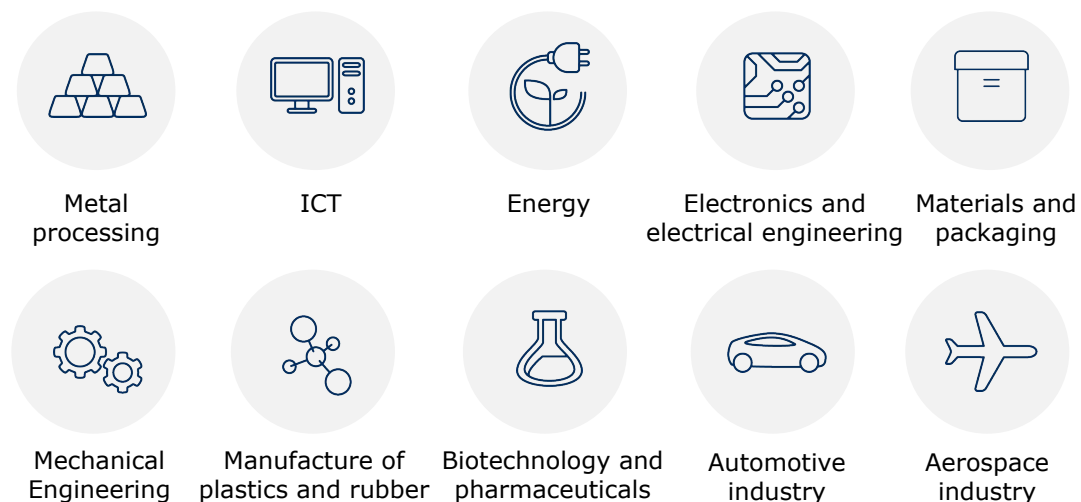 Metal
processing
ICT
Energy
Electronics and
electrical engineering
Materials and
packaging
Mechanical
Engineering
Manufacture of
plastics and rubber
Biotechnology and
pharmaceuticals
Automotive
industry
Aerospace
industry